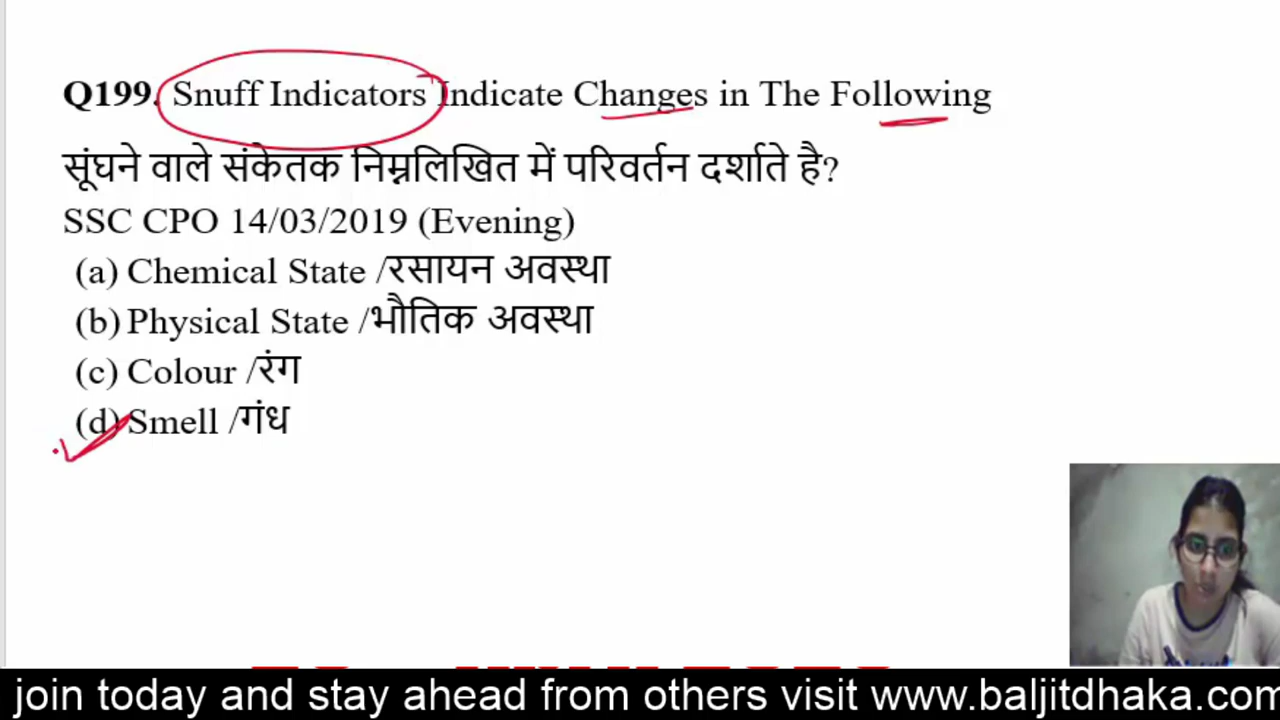 Q199. Snuff Indicators Indicate Changes in The Following
सूंघने वाले संकेतक निम्नलिखित में परिवर्तन दर्शाते है?
SSC CPO 14/03/2019 (Evening)
(a) Chemical State /रसायन अवस्था
(b) Physical State /भौतिक अवस्था
(c) Colour /रंग
(d) Smell /गंध
join today and stay ahead from others visit www.baljitdhaka.com